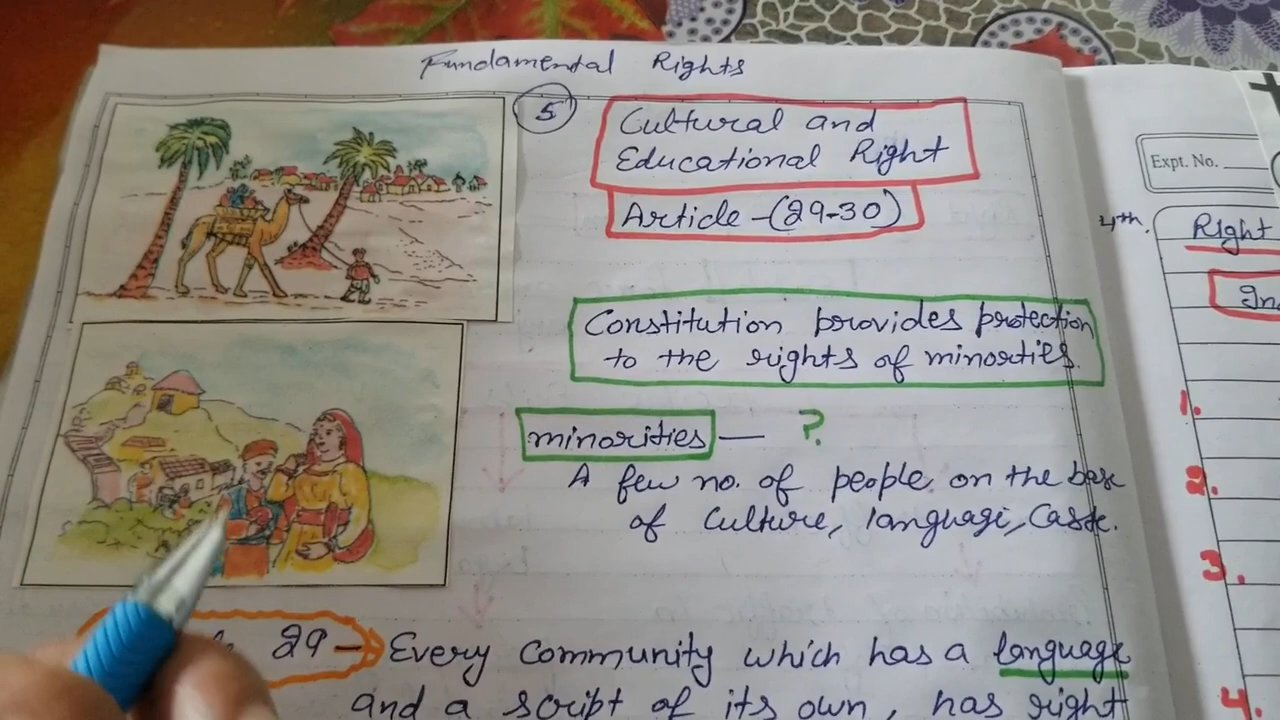 Fundamental Rights
5
Cultural and
Educational Right
Article -(29-30)
Constitution provides protection
to the rights of minorties.
minorities — ?
A few no. of people on the base
of Culture, language, Caste.
29 → Every Community which has a language
and a script of its own, has right
Expt. No.
4th.
Right
In
1.
2.
3.
4.